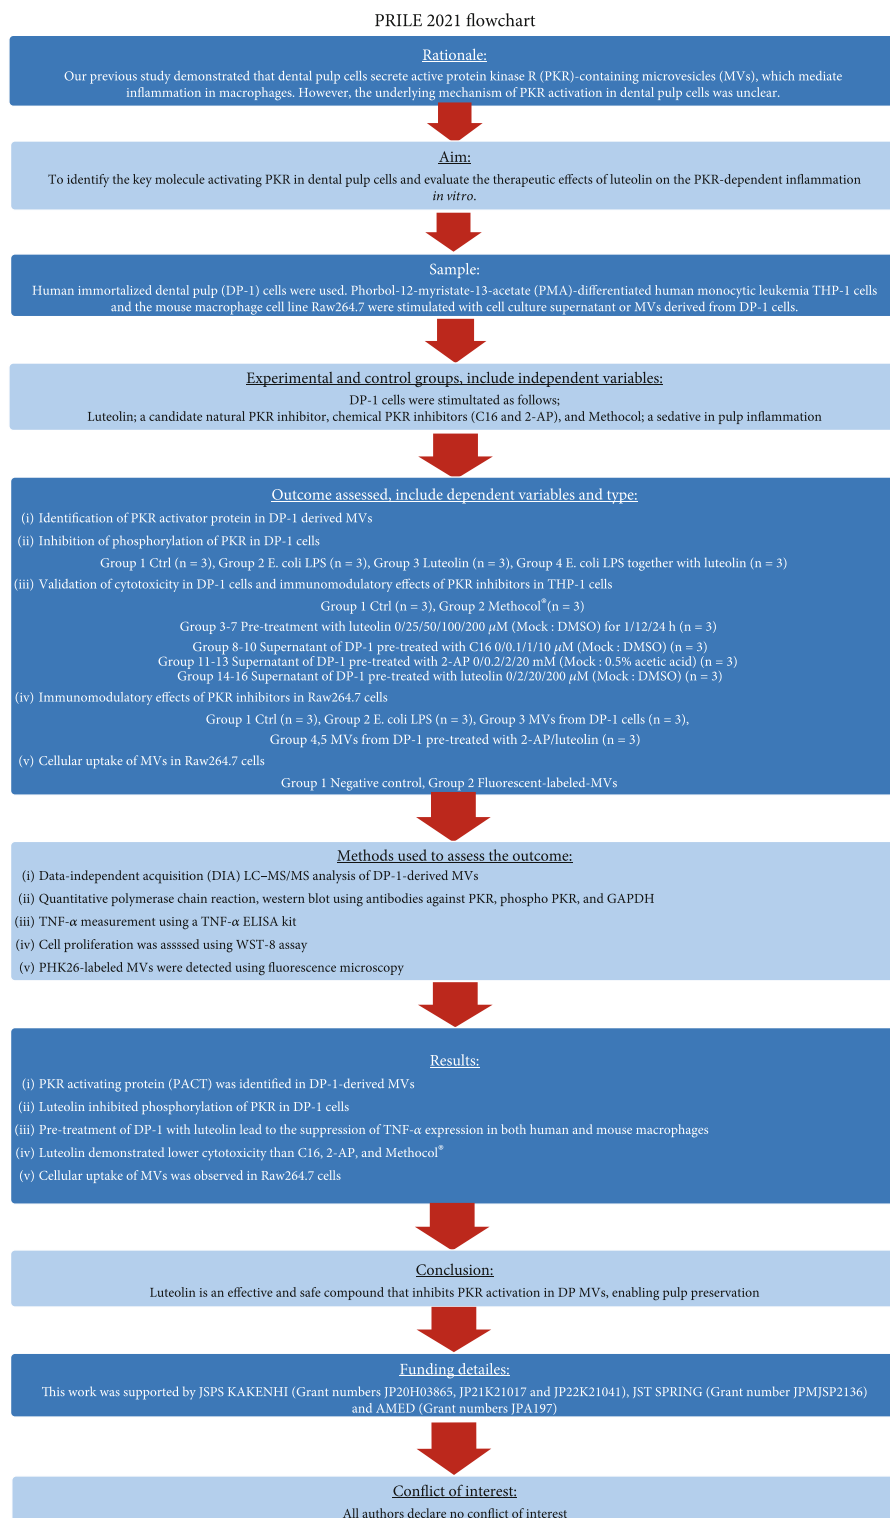 PRILE 2021 flowchart
Rationale:
Our previous study demonstrated that dental pulp cells secrete active protein kinase R (PKR)-containing microvesicles (MVs), which mediate
inflammation in macrophages. However, the underlying mechanism of PKR activation in dental pulp cells was unclear.
Aim:
To identify the key molecule activating PKR in dental pulp cells and evaluate the therapeutic effects of luteolin on the PKR-dependent inflammation
in vitro.
Sample:
Human immortalized dental pulp (DP-1) cells were used. Phorbol-12-myristate-13-acetate (PMA)-differentiated human monocytic leukemia THP-1 cells
and the mouse macrophage cell line Raw264.7 were stimulated with cell culture supernatant or MVs derived from DP-1 cells.
Experimental and control groups, include independent variables:
DP-1 cells were stimultated as follows;
Luteolin; a candidate natural PKR inhibitor, chemical PKR inhibitors (C16 and 2-AP), and Methocol; a sedative in pulp inflammation
Outcome assessed, include dependent variables and type:
(i) Identification of PKR activator protein in DP-1 derived MVs
(ii) Inhibition of phosphorylation of PKR in DP-1 cells
Group 1 Ctrl (n = 3), Group 2 E. coli LPS (n = 3), Group 3 Luteolin (n = 3), Group 4 E. coli LPS together with luteolin (n = 3)
(iii) Validation of cytotoxicity in DP-1 cells and immunomodulatory effects of PKR inhibitors in THP-1 cells
Group 1 Ctrl (n = 3), Group 2 Methocol®(n = 3)
Group 3-7 Pre-treatment with luteolin 0/25/50/100/200 μM (Mock : DMSO) for 1/12/24 h (n = 3)
Group 8-10 Supernatant of DP-1 pre-treated with C16 0/0.1/1/10 μM (Mock : DMSO) (n = 3)
Group 11-13 Supernatant of DP-1 pre-treated with 2-AP 0/0.2/2/20 mM (Mock : 0.5% acetic acid) (n = 3)
Group 14-16 Supernatant of DP-1 pre-treated with luteolin 0/2/20/200 μM (Mock : DMSO) (n = 3)
(iv) Immunomodulatory effects of PKR inhibitors in Raw264.7 cells
Group 1 Ctrl (n = 3), Group 2 E. coli LPS (n = 3), Group 3 MVs from DP-1 cells (n = 3),
Group 4,5 MVs from DP-1 pre-treated with 2-AP/luteolin (n = 3)
(v) Cellular uptake of MVs in Raw264.7 cells
Group 1 Negative control, Group 2 Fluorescent-labeled-MVs
Methods used to assess the outcome:
(i) Data-independent acquisition (DIA) LC–MS/MS analysis of DP-1-derived MVs
(ii) Quantitative polymerase chain reaction, western blot using antibodies against PKR, phospho PKR, and GAPDH
(iii) TNF-α measurement using a TNF-α ELISA kit
(iv) Cell proliferation was assssed using WST-8 assay
(v) PHK26-labeled MVs were detected using fluorescence microscopy
Results:
(i) PKR activating protein (PACT) was identified in DP-1-derived MVs
(ii) Luteolin inhibited phosphorylation of PKR in DP-1 cells
(iii) Pre-treatment of DP-1 with luteolin lead to the suppression of TNF-α expression in both human and mouse macrophages
(iv) Luteolin demonstrated lower cytotoxicity than C16, 2-AP, and Methocol®
(v) Cellular uptake of MVs was observed in Raw264.7 cells
Conclusion:
Luteolin is an effective and safe compound that inhibits PKR activation in DP MVs, enabling pulp preservation
Funding detailes:
This work was supported by JSPS KAKENHI (Grant numbers JP20H03865, JP21K21017 and JP22K21041), JST SPRING (Grant number JPMJSP2136)
and AMED (Grant numbers JPA197)
Conflict of interest:
All authors declare no conflict of interest